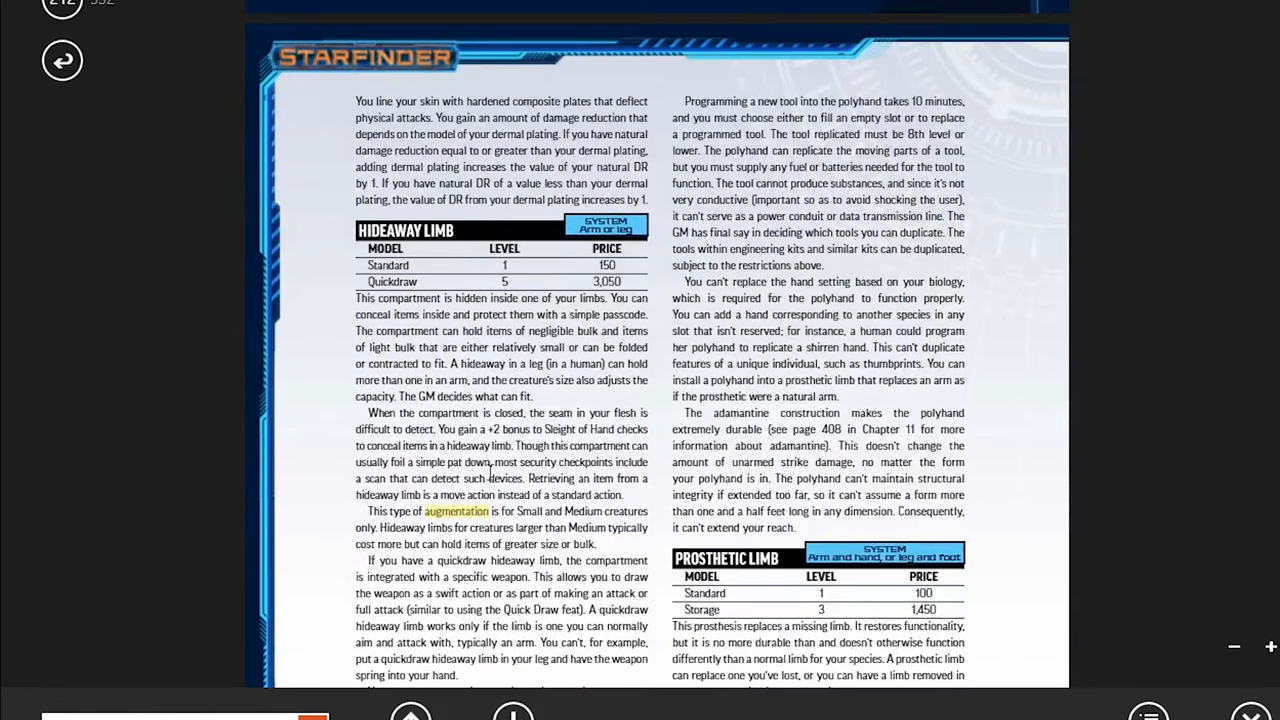 212 552
STARFINDER
You line your skin with hardened composite plates that deflect
physical attacks. You gain an amount of damage reduction that
depends on the model of your dermal plating. If you have natural
damage reduction equal to or greater than your dermal plating,
adding dermal plating increases the value of your natural DR
by 1. If you have natural DR of a value less than your dermal
plating, the value of DR from your dermal plating increases by 1.
HIDEAWAY LIMB
SYSTEM
Arm or leg
MODEL LEVEL PRICE
Standard 1 150
Quickdraw 5 3,050
This compartment is hidden inside one of your limbs. You can
conceal items inside and protect them with a simple passcode.
The compartment can hold items of negligible bulk and items
of light bulk that are either relatively small or can be folded
or contracted to fit. A hideaway in a leg (in a human) can hold
more than one in an arm, and the creature's size also adjusts the
capacity. The GM decides what can fit.
When the compartment is closed, the seam in your flesh is
difficult to detect. You gain a +2 bonus to Sleight of Hand checks
to conceal items in a hideaway limb. Though this compartment can
usually foil a simple pat down, most security checkpoints include
a scan that can detect such devices. Retrieving an item from a
hideaway limb is a move action instead of a standard action.
This type of augmentation is for Small and Medium creatures
only. Hideaway limbs for creatures larger than Medium typically
cost more but can hold items of greater size or bulk.
If you have a quickdraw hideaway limb, the compartment
is integrated with a specific weapon. This allows you to draw
the weapon as a swift action or as part of making an attack or
full attack (similar to using the Quick Draw feat). A quickdraw
hideaway limb works only if the limb is one you can normally
aim and attack with, typically an arm. You can't, for example,
put a quickdraw hideaway limb in your leg and have the weapon
spring into your hand.
Programming a new tool into the polyhand takes 10 minutes,
and you must choose either to fill an empty slot or to replace
a programmed tool. The tool replicated must be 8th level or
lower. The polyhand can replicate the moving parts of a tool,
but you must supply any fuel or batteries needed for the tool to
function. The tool cannot produce substances, and since it's not
very conductive (important so as to avoid shocking the user),
it can't serve as a power conduit or data transmission line. The
GM has final say in deciding which tools you can duplicate. The
tools within engineering kits and similar kits can be duplicated,
subject to the restrictions above.
You can't replace the hand setting based on your biology,
which is required for the polyhand to function properly.
You can add a hand corresponding to another species in any
slot that isn't reserved; for instance, a human could program
her polyhand to replicate a shirren hand. This can't duplicate
features of a unique individual, such as thumbprints. You can
install a polyhand into a prosthetic limb that replaces an arm as
if the prosthetic were a natural arm.
The adamantine construction makes the polyhand
extremely durable (see page 408 in Chapter 11 for more
information about adamantine). This doesn't change the
amount of unarmed strike damage, no matter the form
your polyhand is in. The polyhand can't maintain structural
integrity if extended too far, so it can't assume a form more
than one and a half feet long in any dimension. Consequently,
it can't extend your reach.
PROSTHETIC LIMB
SYSTEM
Arm and hand, or leg and foot
MODEL LEVEL PRICE
Standard 1 100
Storage 3 1,450
This prosthesis replaces a missing limb. It restores functionality,
but it is no more durable than and doesn't otherwise function
differently than a normal limb for your species. A prosthetic limb
can replace one you've lost, or you can have a limb removed in